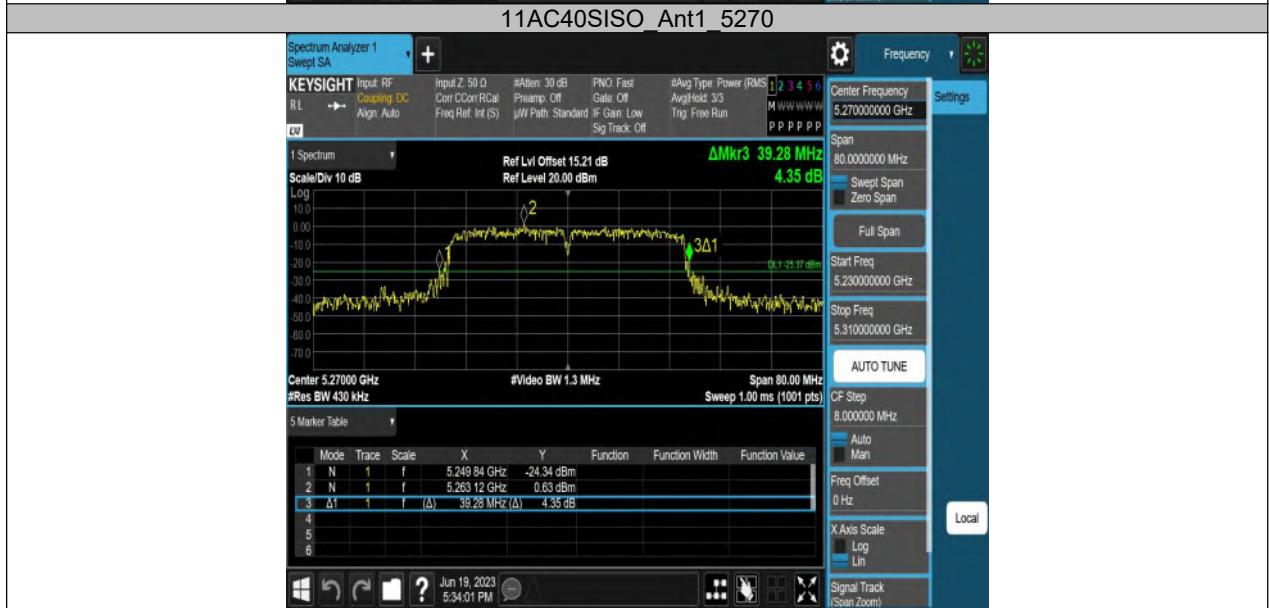 11AC40SISO_Ant1_5270
Spectrum Analyzer 1
Swept SA
+
Frequency
KEYSIGHT
RL
LXI
Input: RF
Coupling: DC
Align: Auto
Input Z: 50 Ω
Corr CCorr RCal
Freq Ref: Int (S)
#Atten: 30 dB
Preamp: Off
µW Path: Standard
PNO: Fast
Gate: Off
IF Gain: Low
Sig Track: Off
#Avg Type: Power (RMS
Avg|Hold: 3/3
Trig: Free Run
1 2 3 4 5 6
M W W W W W
P P P P P P
Center Frequency
5.270000000 GHz
Settings
Span
80.0000000 MHz
Swept Span
Zero Span
Full Span
Start Freq
5.230000000 GHz
Stop Freq
5.310000000 GHz
AUTO TUNE
CF Step
8.000000 MHz
Auto
Man
Freq Offset
0 Hz
X Axis Scale
Log
Lin
Signal Track
(Span Zoom)
Local
1 Spectrum
Scale/Div 10 dB
Ref Lvl Offset 15.21 dB
Ref Level 20.00 dBm
ΔMkr3 39.28 MHz
4.35 dB
Log
10.0
0.00
-10.0
-20.0
-30.0
-40.0
-50.0
-60.0
-70.0
2
3Δ1
DL1 -25.37 dBm
Center 5.27000 GHz
#Video BW 1.3 MHz
Span 80.00 MHz
#Res BW 430 kHz
Sweep 1.00 ms (1001 pts)
5 Marker Table
Mode Trace Scale X Y Function Function Width Function Value
1 N 1 f 5.249 84 GHz -24.34 dBm
2 N 1 f 5.263 12 GHz 0.63 dBm
3 Δ1 1 f (Δ) 39.28 MHz (Δ) 4.35 dB
4
5
6
?
Jun 19, 2023
5:34:01 PM